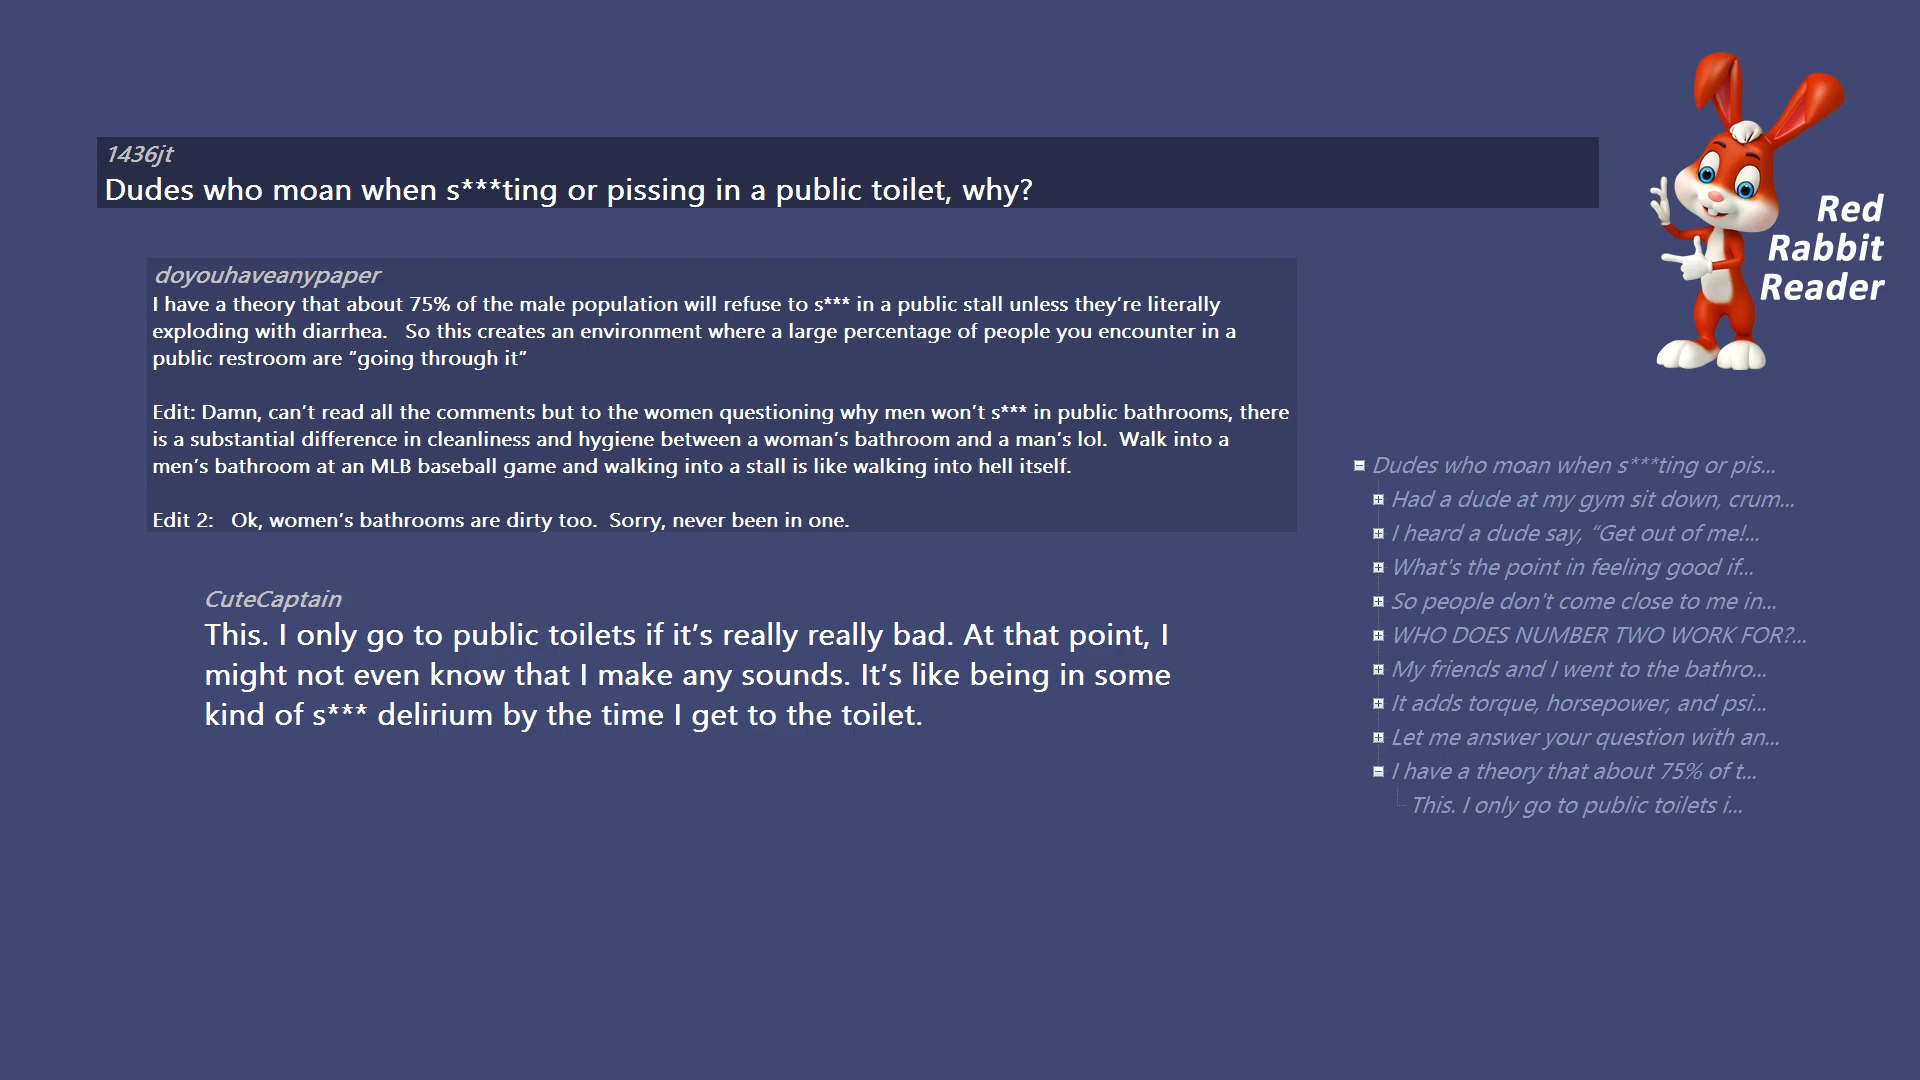 1436jt
Dudes who moan when s***ting or pissing in a public toilet, why?
doyouhaveanypaper
I have a theory that about 75% of the male population will refuse to s*** in a public stall unless they’re literally
exploding with diarrhea.   So this creates an environment where a large percentage of people you encounter in a
public restroom are “going through it”
Edit: Damn, can’t read all the comments but to the women questioning why men won’t s*** in public bathrooms, there
is a substantial difference in cleanliness and hygiene between a woman’s bathroom and a man’s lol.  Walk into a
men’s bathroom at an MLB baseball game and walking into a stall is like walking into hell itself.
Edit 2:   Ok, women’s bathrooms are dirty too.  Sorry, never been in one.
CuteCaptain
This. I only go to public toilets if it’s really really bad. At that point, I
might not even know that I make any sounds. It’s like being in some
kind of s*** delirium by the time I get to the toilet.
Red
Rabbit
Reader
Dudes who moan when s***ting or pis...
Had a dude at my gym sit down, crum...
I heard a dude say, “Get out of me!...
What's the point in feeling good if...
So people don't come close to me in...
WHO DOES NUMBER TWO WORK FOR?...
My friends and I went to the bathro...
It adds torque, horsepower, and psi...
Let me answer your question with an...
I have a theory that about 75% of t...
This. I only go to public toilets i...